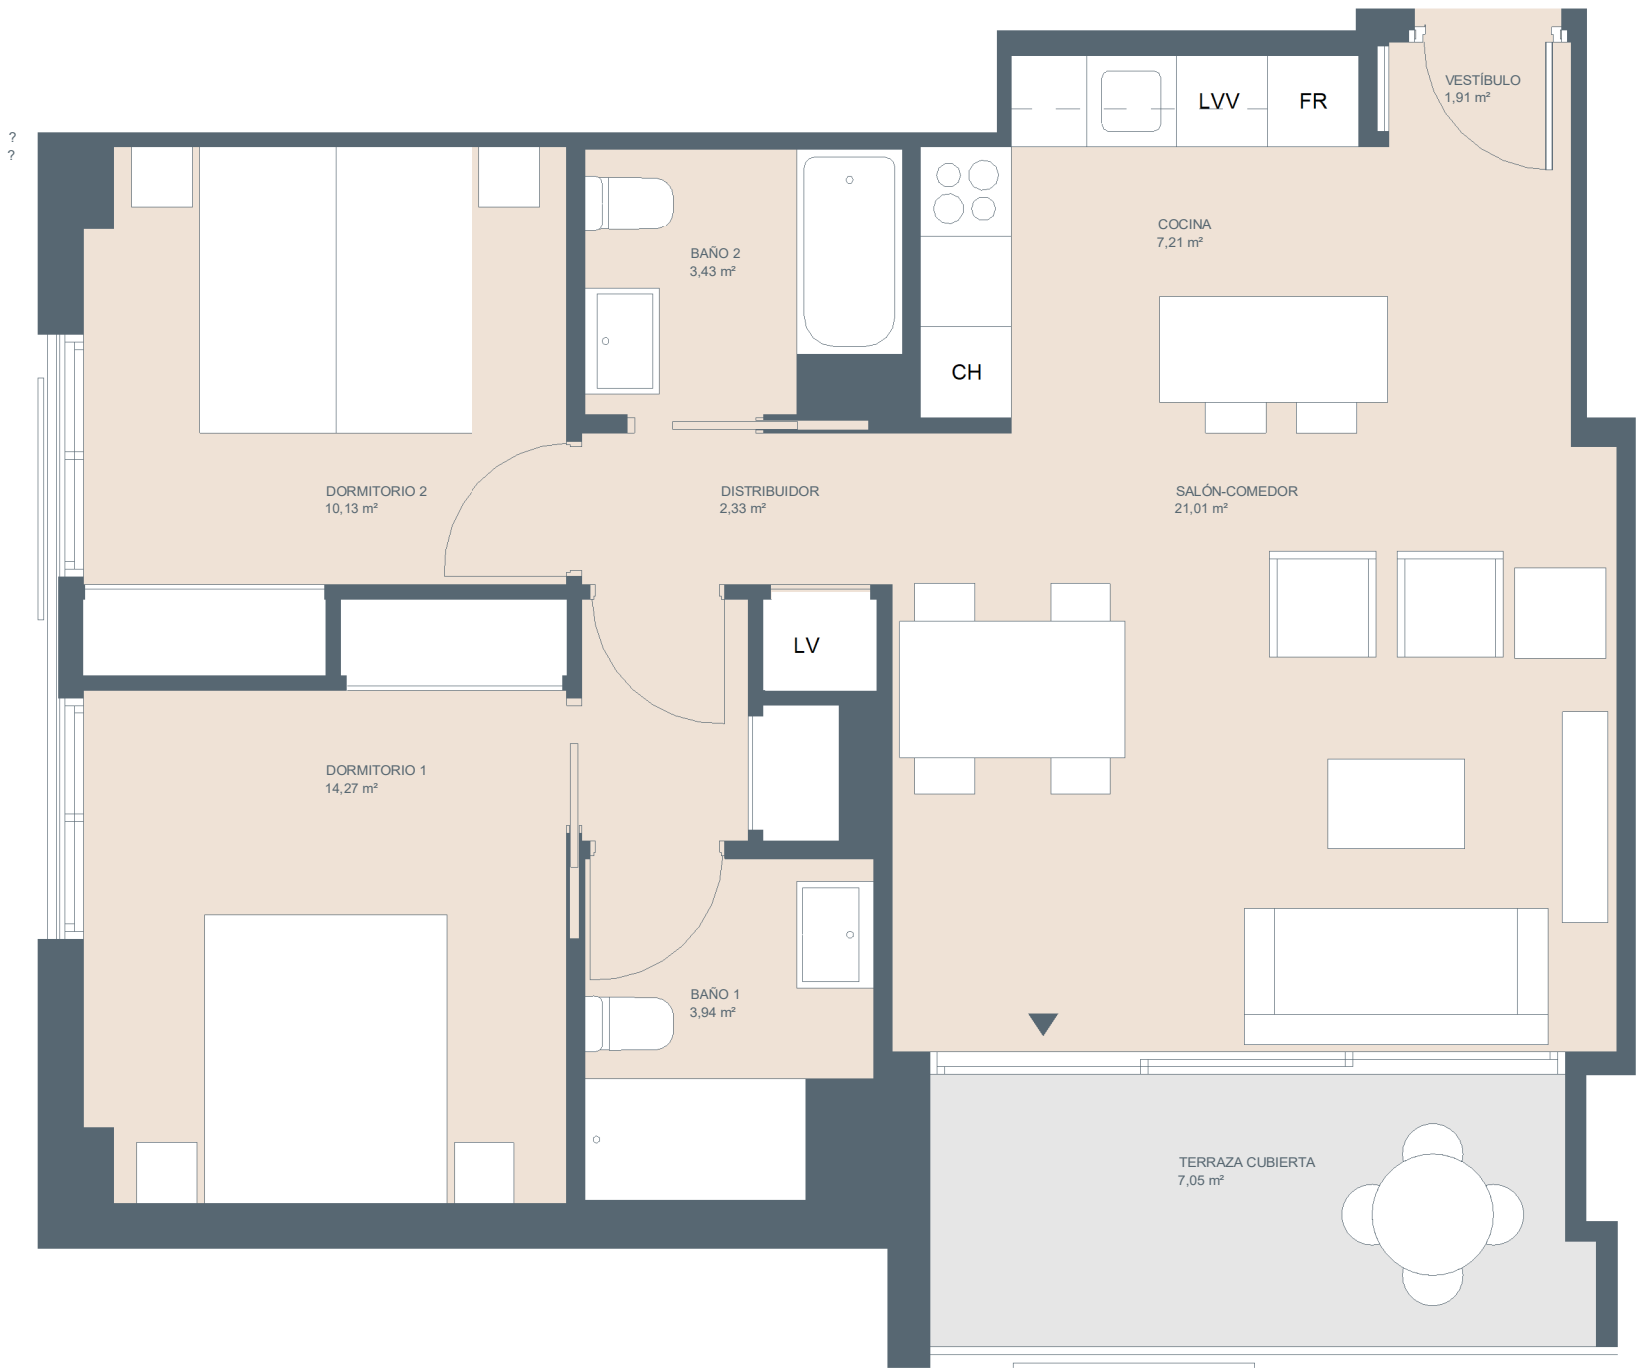 VESTÍBULO
1,91 m²
LVV
FR
?
?
COCINA
7,21 m²
BAÑO 2
3,43 m²
CH
DORMITORIO 2
10,13 m²
DISTRIBUIDOR
2,33 m²
SALÓN-COMEDOR
21,01 m²
LV
DORMITORIO 1
14,27 m²
BAÑO 1
3,94 m²
TERRAZA CUBIERTA
7,05 m²